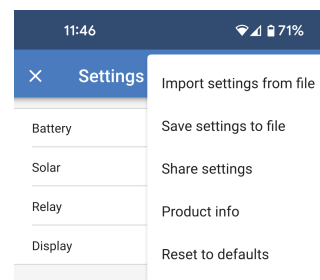 11:46 71%
× Settings
Import settings from file
Save settings to file
Share settings
Product info
Reset to defaults
Battery
Solar
Relay
Display